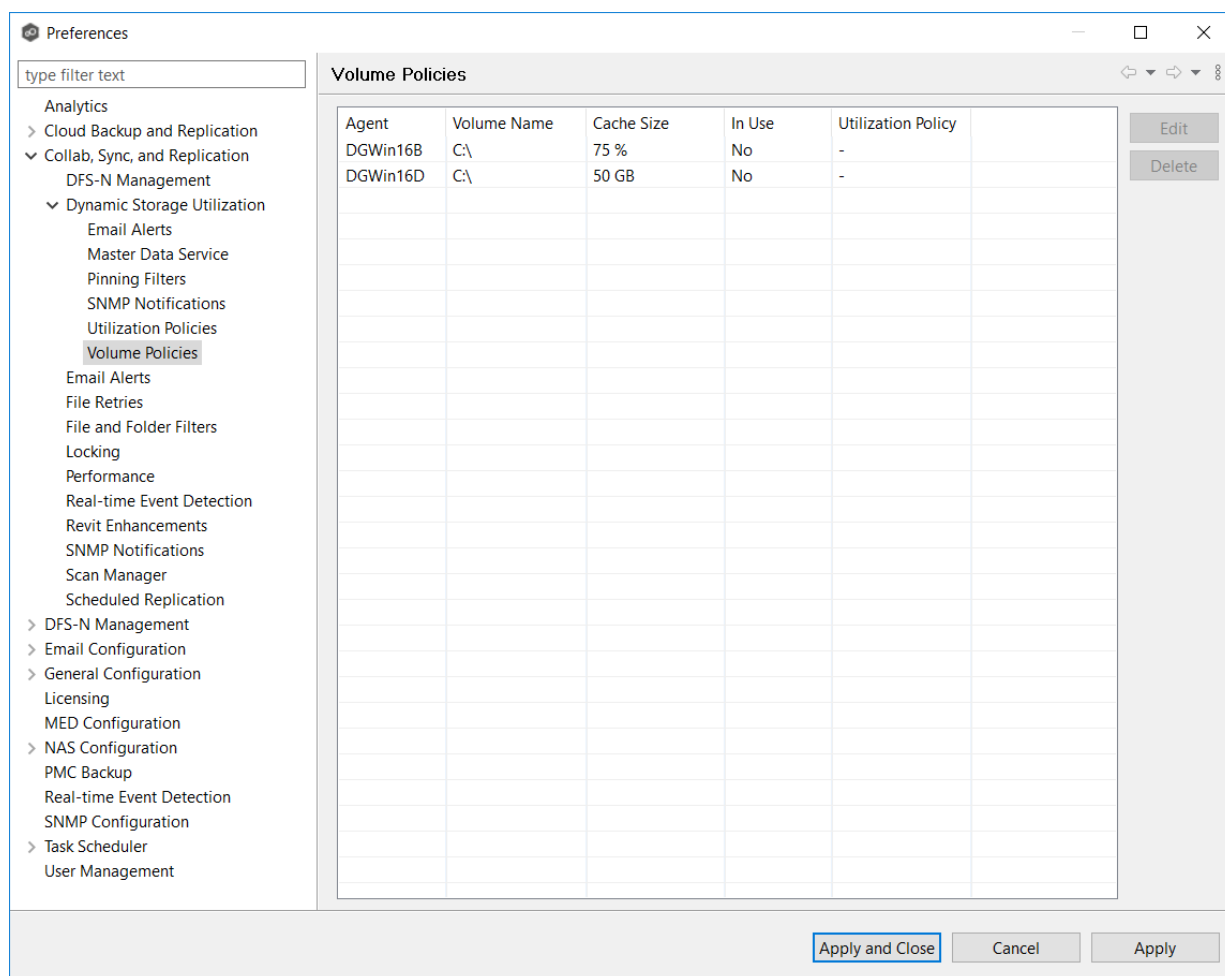 Preferences
type filter text
Analytics
Cloud Backup and Replication
Collab, Sync, and Replication
DFS-N Management
Dynamic Storage Utilization
Email Alerts
Master Data Service
Pinning Filters
SNMP Notifications
Utilization Policies
Volume Policies
Email Alerts
File Retries
File and Folder Filters
Locking
Performance
Real-time Event Detection
Revit Enhancements
SNMP Notifications
Scan Manager
Scheduled Replication
DFS-N Management
Email Configuration
General Configuration
Licensing
MED Configuration
NAS Configuration
PMC Backup
Real-time Event Detection
SNMP Configuration
Task Scheduler
User Management
Volume Policies
Agent Volume Name Cache Size In Use Utilization Policy
DGWin16B C:\ 75 % No -
DGWin16D C:\ 50 GB No -
Edit
Delete
Apply and Close Cancel Apply